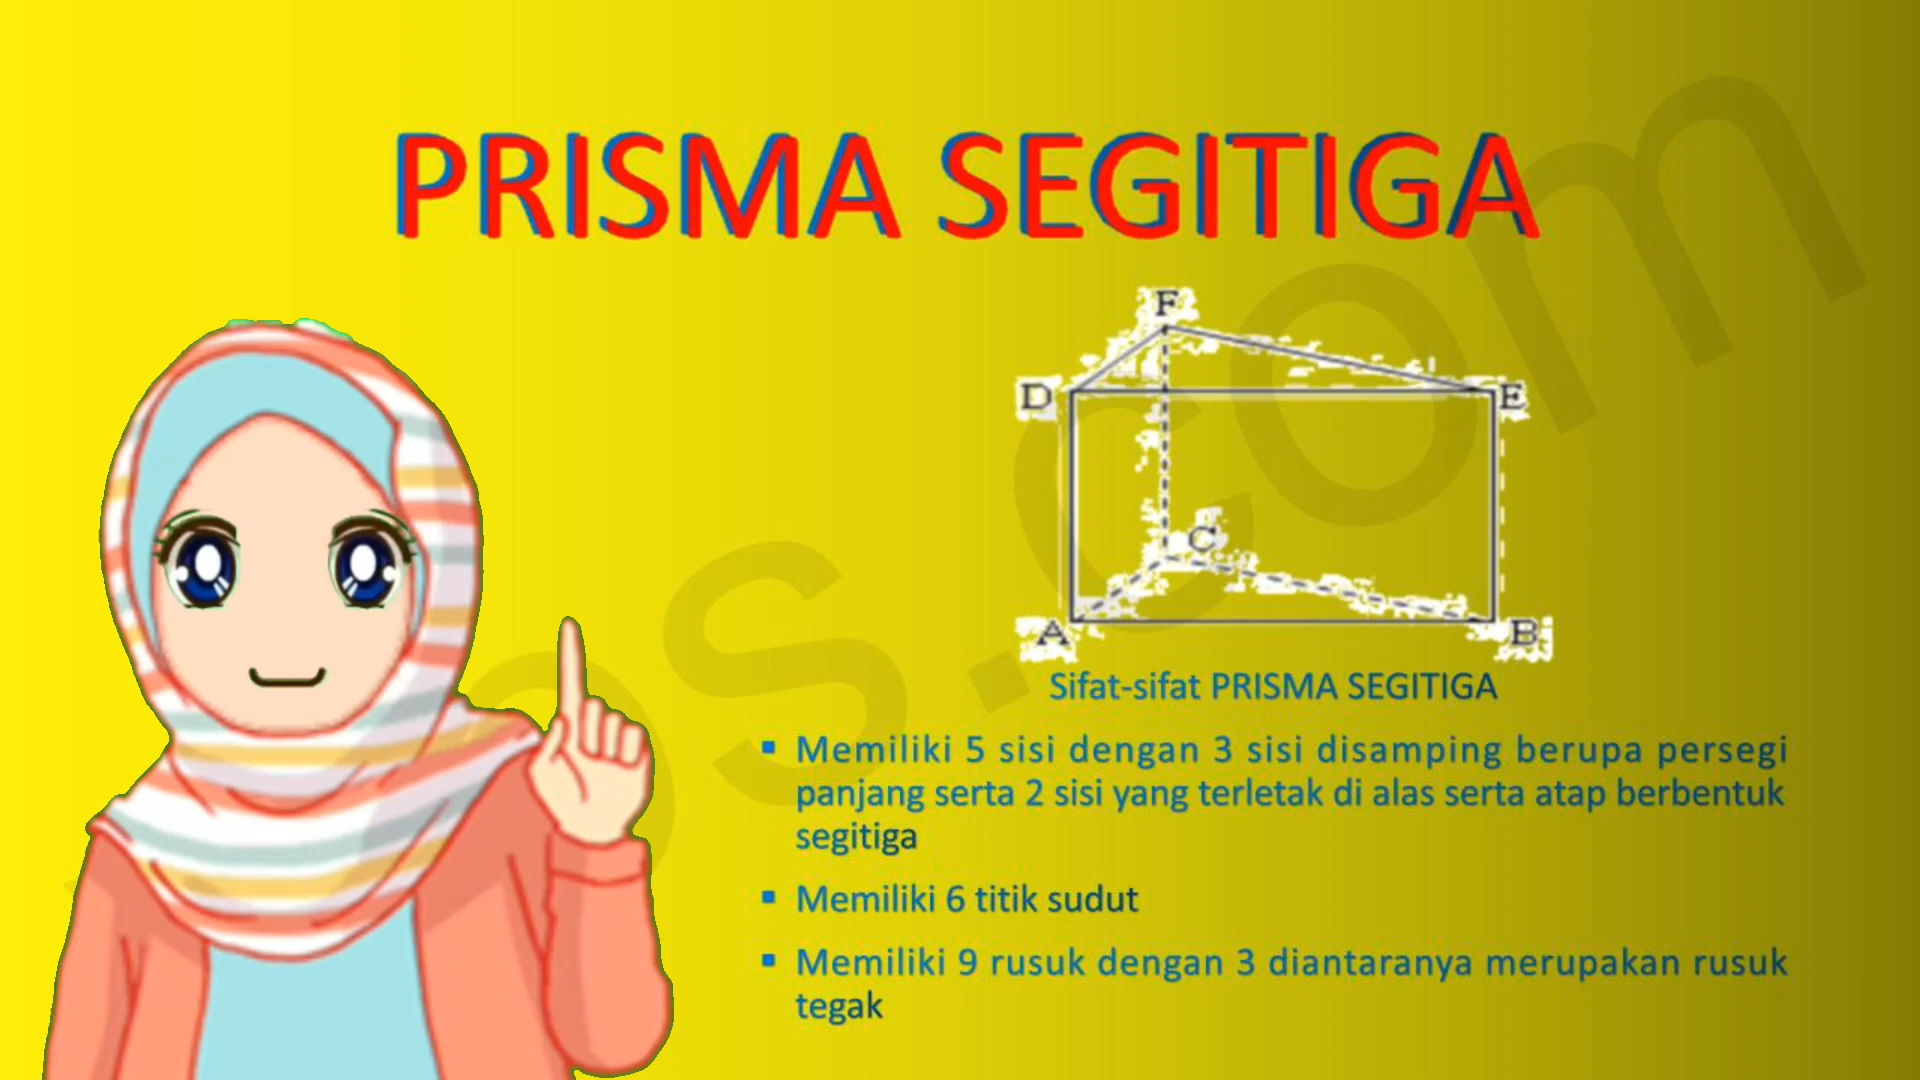 PRISMA SEGITIGA
F
D
E
C
A
B
Sifat-sifat PRISMA SEGITIGA
▪ Memiliki 5 sisi dengan 3 sisi disamping berupa persegi
panjang serta 2 sisi yang terletak di alas serta atap berbentuk
segitiga
▪ Memiliki 6 titik sudut
▪ Memiliki 9 rusuk dengan 3 diantaranya merupakan rusuk
tegak
os.com